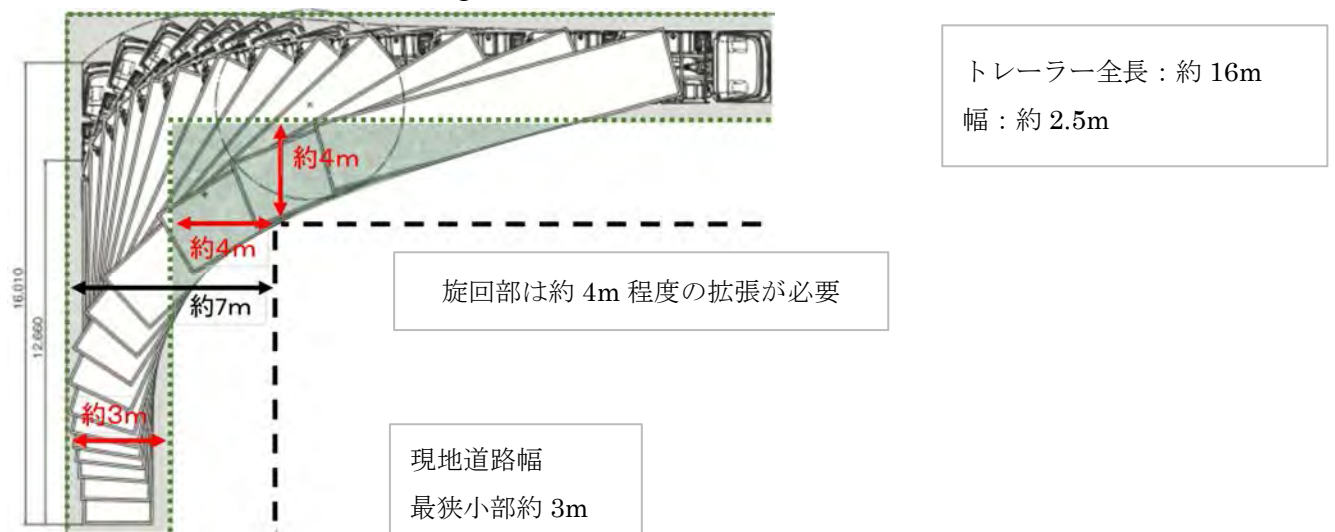 トレーラー全長：約 16m
幅：約 2.5m
約4m
約4m
約7m
16,010
12,660
旋回部は約 4m 程度の拡張が必要
約3m
現地道路幅
最狭小部約 3m